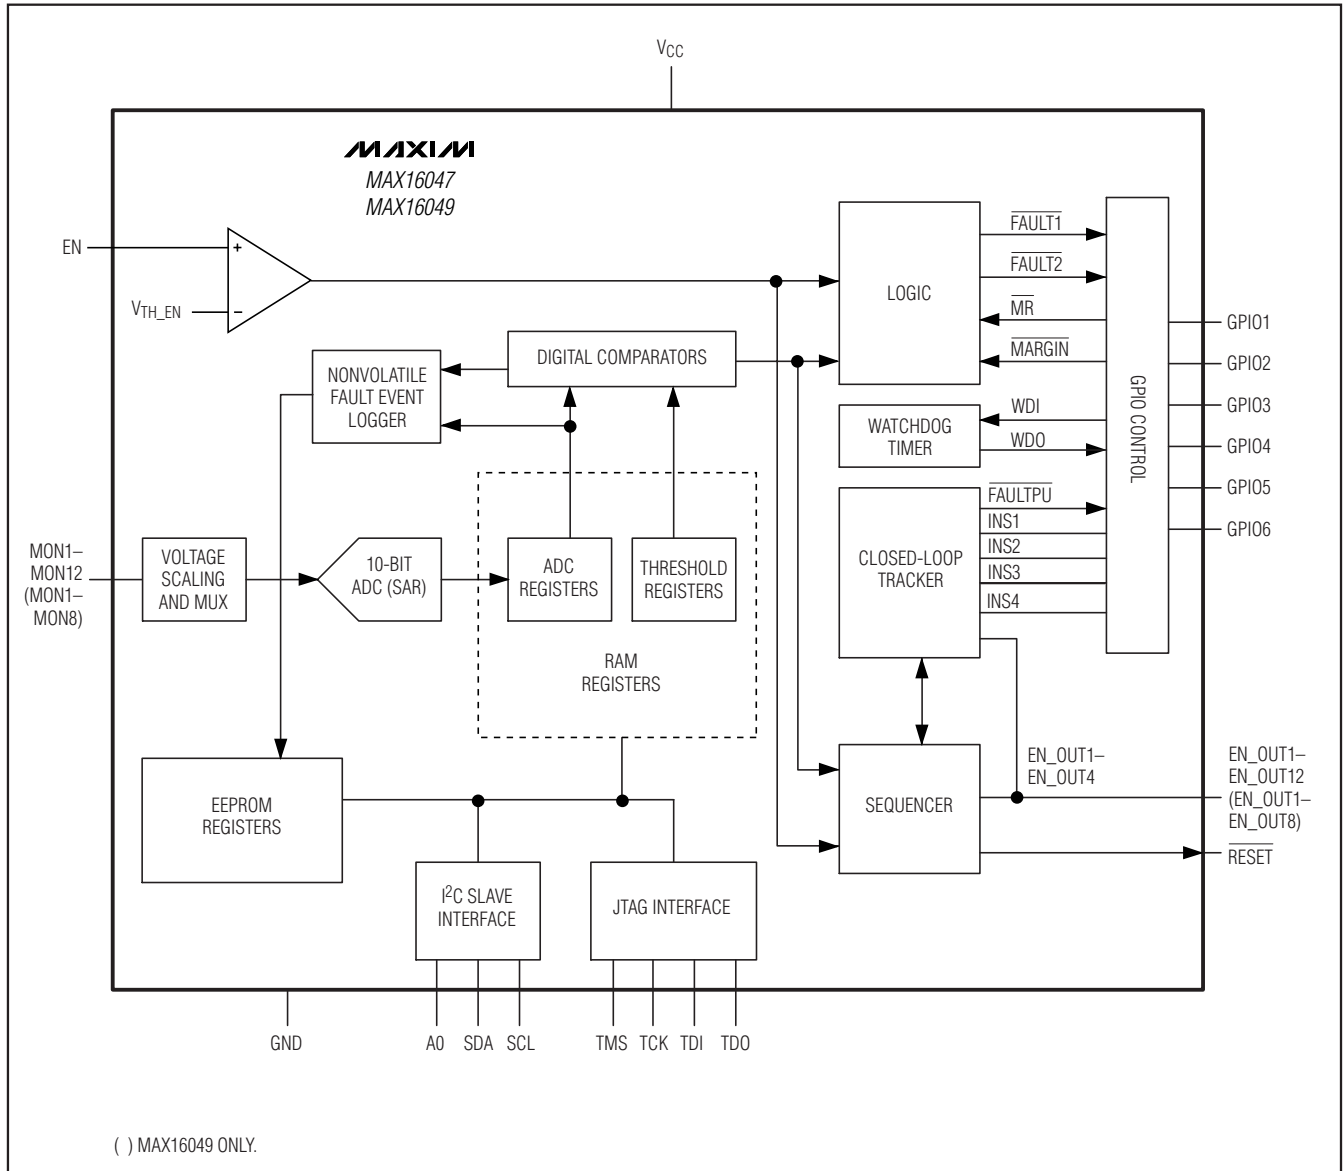 VCC
MAXIM
MAX16047
MAX16049
EN
+
VTH_EN
−
LOGIC
FAULT1
FAULT2
MR
MARGIN
DIGITAL COMPARATORS
NONVOLATILE
FAULT EVENT
LOGGER
WATCHDOG
TIMER
WDI
WDO
GPIO CONTROL
GPIO1
GPIO2
GPIO3
GPIO4
GPIO5
GPIO6
MON1–
MON12
(MON1–
MON8)
VOLTAGE
SCALING
AND MUX
10-BIT
ADC (SAR)
ADC
REGISTERS
THRESHOLD
REGISTERS
RAM
REGISTERS
CLOSED-LOOP
TRACKER
FAULTPU
INS1
INS2
INS3
INS4
EEPROM
REGISTERS
SEQUENCER
EN_OUT1–
EN_OUT4
EN_OUT1–
EN_OUT12
(EN_OUT1–
EN_OUT8)
RESET
I2C SLAVE
INTERFACE
JTAG INTERFACE
GND
A0
SDA
SCL
TMS
TCK
TDI
TDO
( ) MAX16049 ONLY.